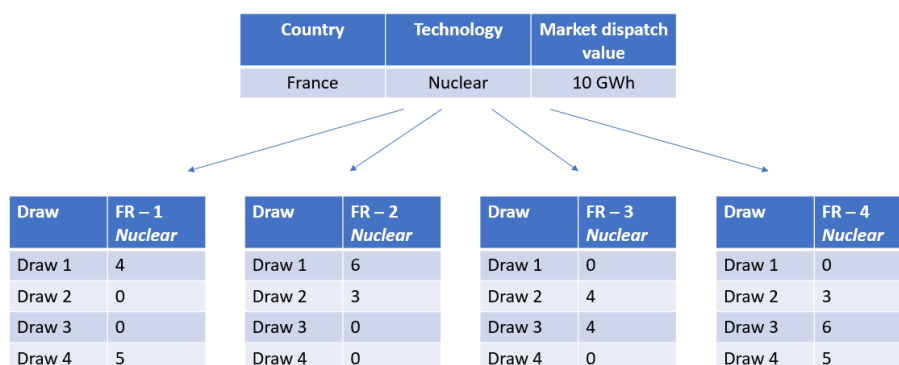 Country Technology Market dispatch
value
France Nuclear 10 GWh
Draw FR – 1
Nuclear
Draw 1 4
Draw 2 0
Draw 3 0
Draw 4 5
Draw FR – 2
Nuclear
Draw 1 6
Draw 2 3
Draw 3 0
Draw 4 0
Draw FR – 3
Nuclear
Draw 1 0
Draw 2 4
Draw 3 4
Draw 4 0
Draw FR – 4
Nuclear
Draw 1 0
Draw 2 3
Draw 3 6
Draw 4 5